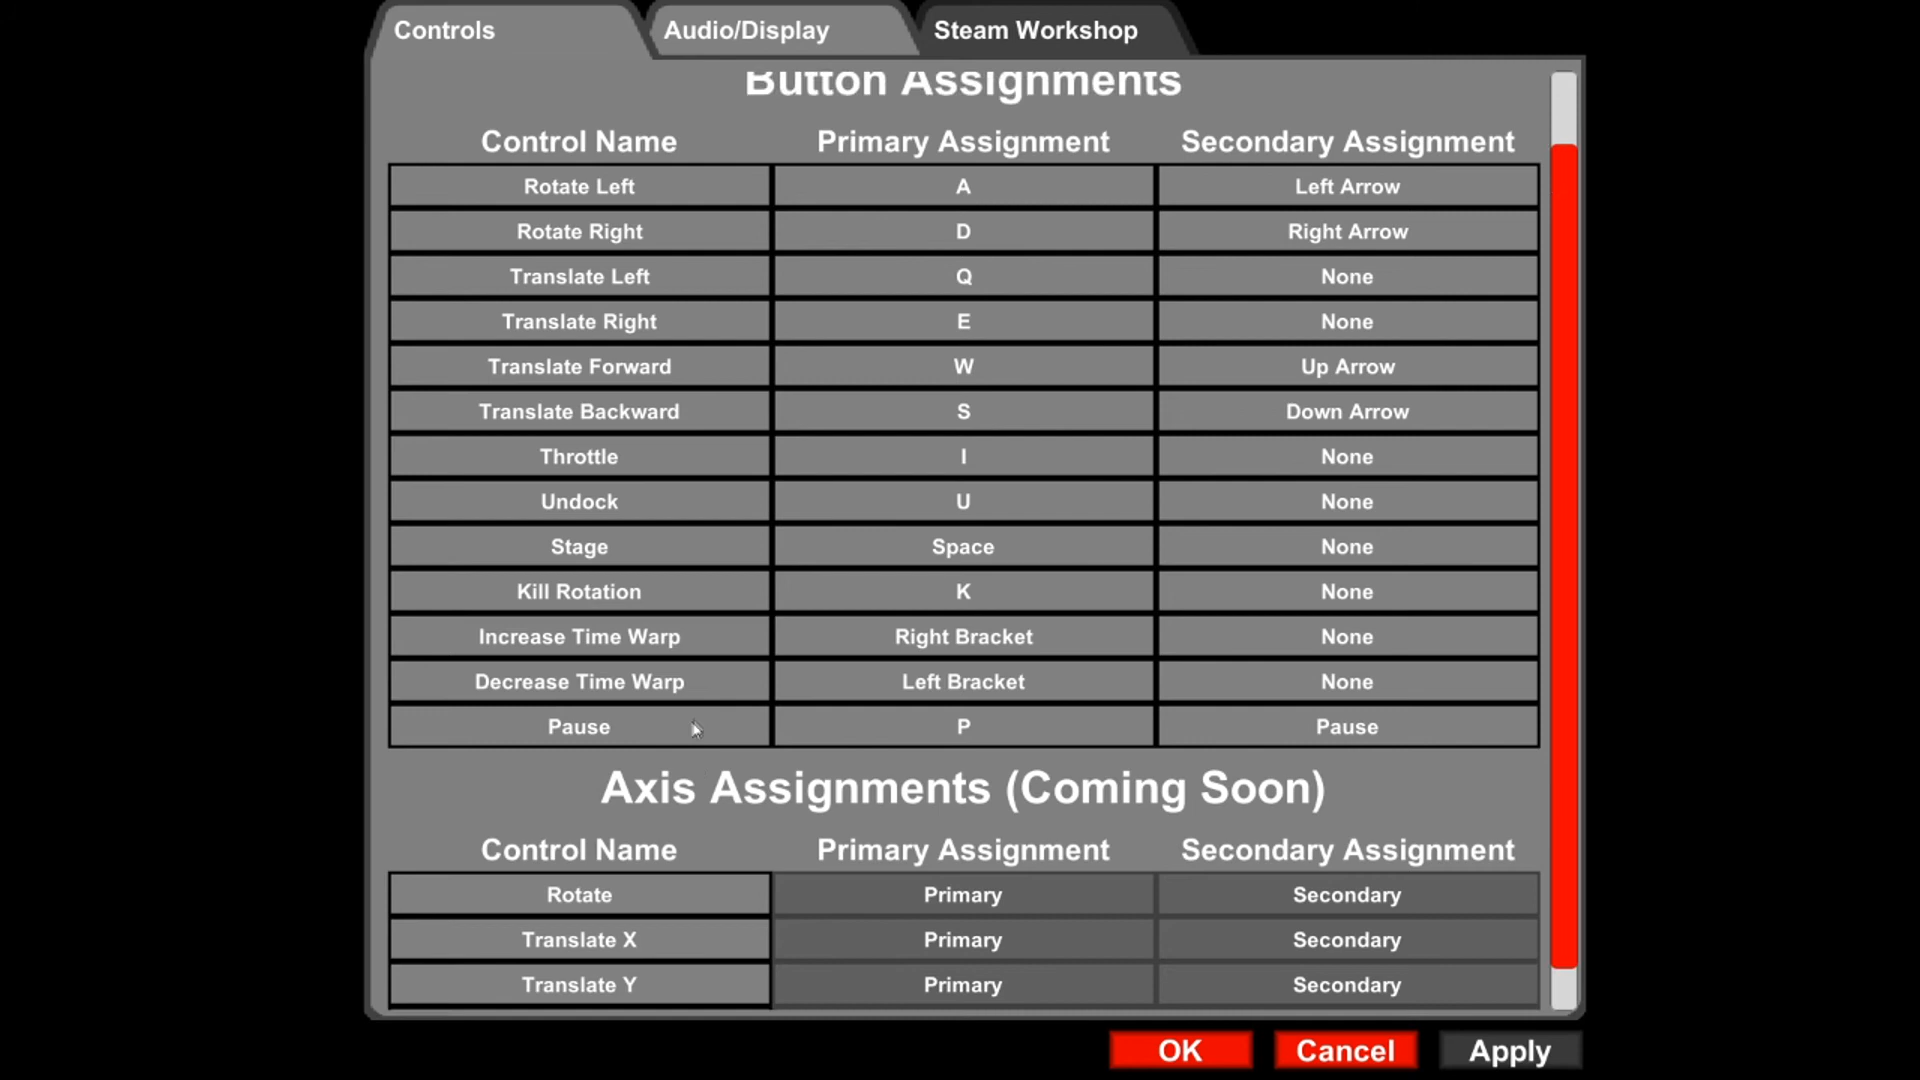 Controls Audio/Display Steam Workshop
Button Assignments
Control Name Primary Assignment Secondary Assignment
Rotate Left A Left Arrow
Rotate Right D Right Arrow
Translate Left Q None
Translate Right E None
Translate Forward W Up Arrow
Translate Backward S Down Arrow
Throttle I None
Undock U None
Stage Space None
Kill Rotation K None
Increase Time Warp Right Bracket None
Decrease Time Warp Left Bracket None
Pause P Pause
Axis Assignments (Coming Soon)
Control Name Primary Assignment Secondary Assignment
Rotate Primary Secondary
Translate X Primary Secondary
Translate Y Primary Secondary
OK Cancel Apply